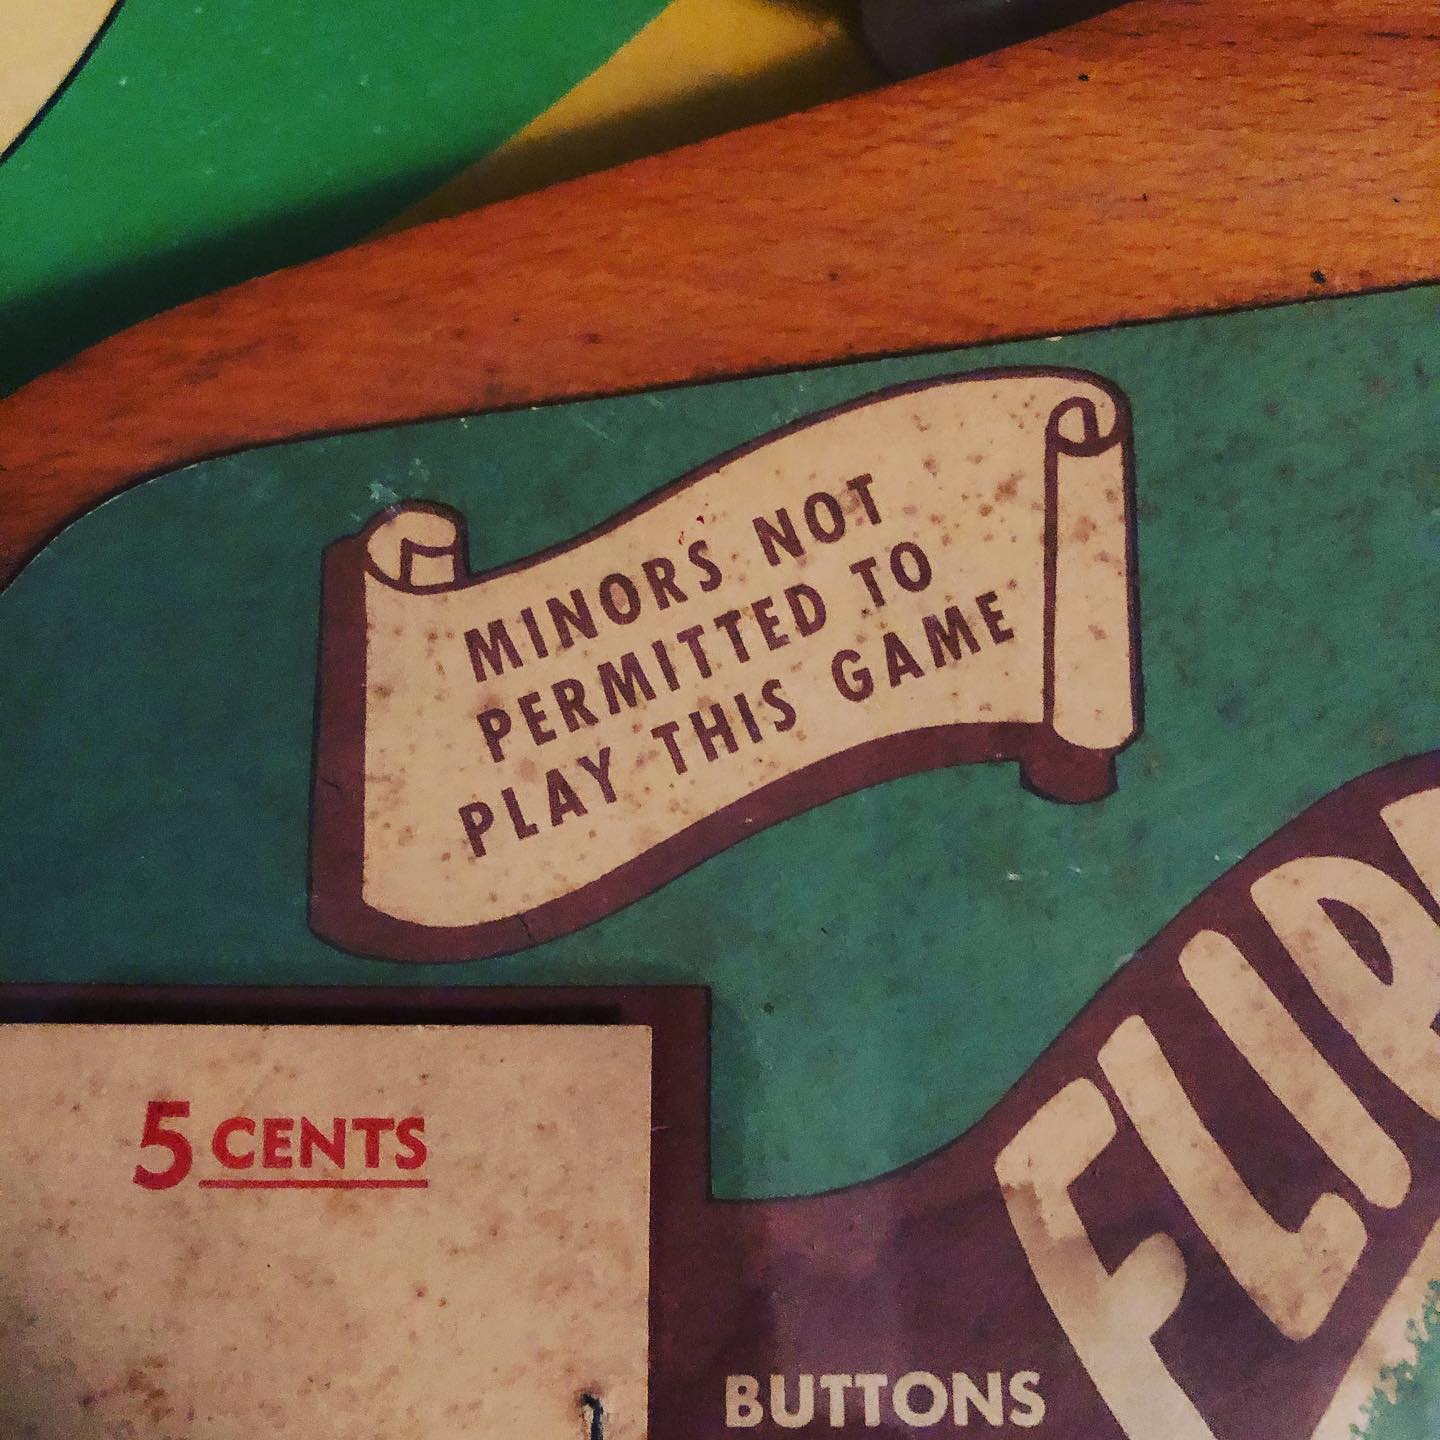 MINORS NOT
PERMITTED TO
PLAY THIS GAME
5 CENTS
BUTTONS